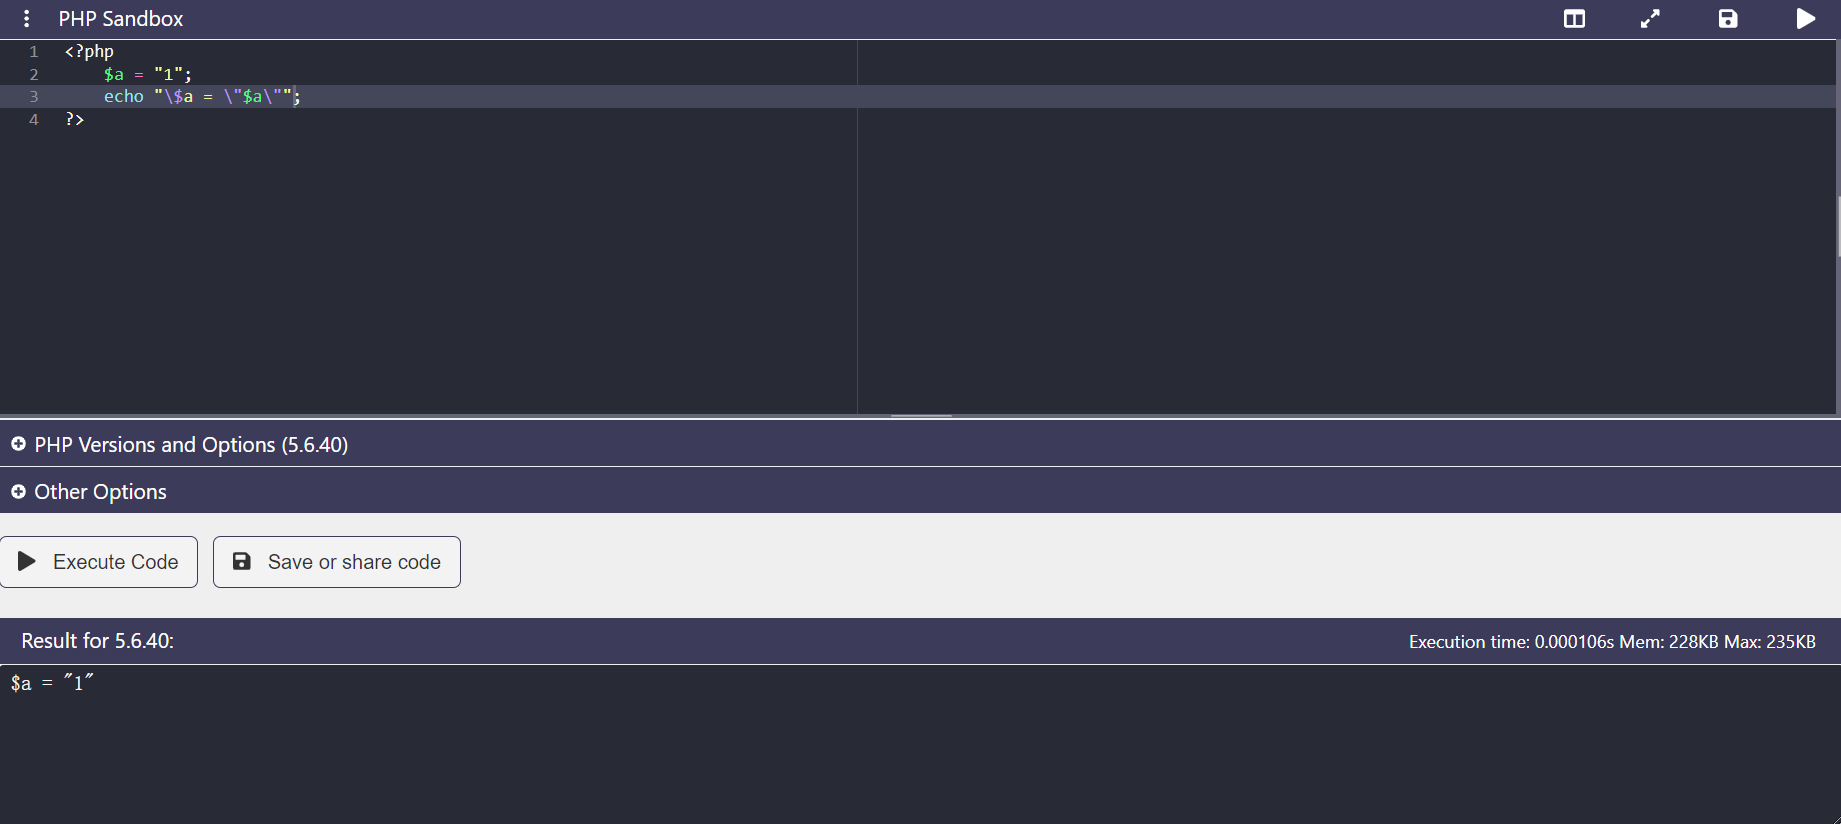 PHP Sandbox
1 <?php
2     $a = "1";
3     echo "\$a = \"$a\"";
4 ?>
PHP Versions and Options (5.6.40)
Other Options
Execute Code Save or share code
Result for 5.6.40: Execution time: 0.000106s Mem: 228KB Max: 235KB
$a = "1"